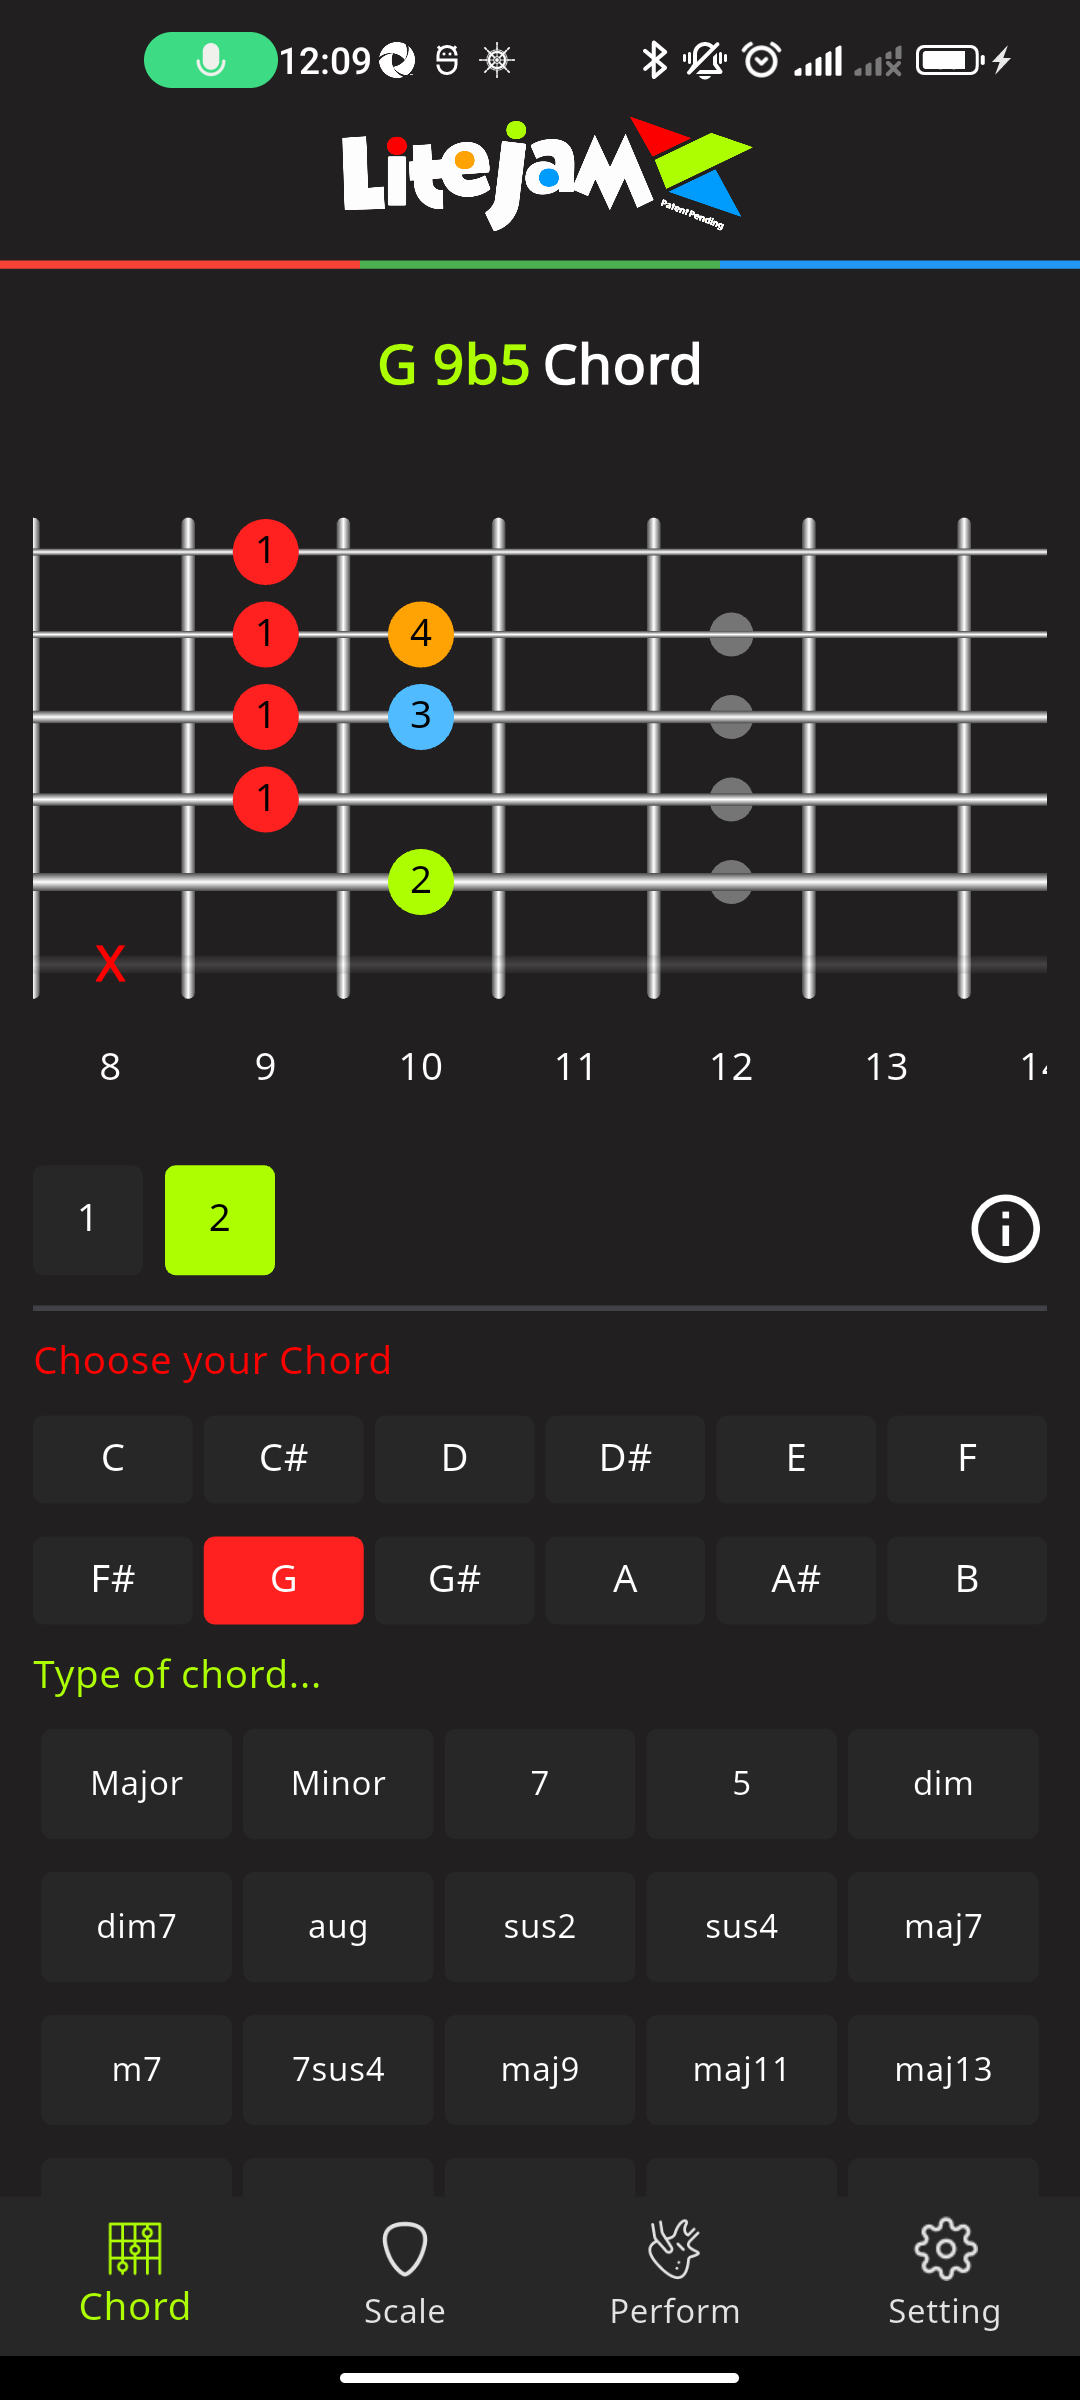 12:09
Litejam
Patent Pending
G 9b5 Chord
1
1 4
1 3
1
2
X
8 9 10 11 12 13 14
1 2
Choose your Chord
C C# D D# E F
F# G G# A A# B
Type of chord...
Major Minor 7 5 dim
dim7 aug sus2 sus4 maj7
m7 7sus4 maj9 maj11 maj13
Chord Scale Perform Setting